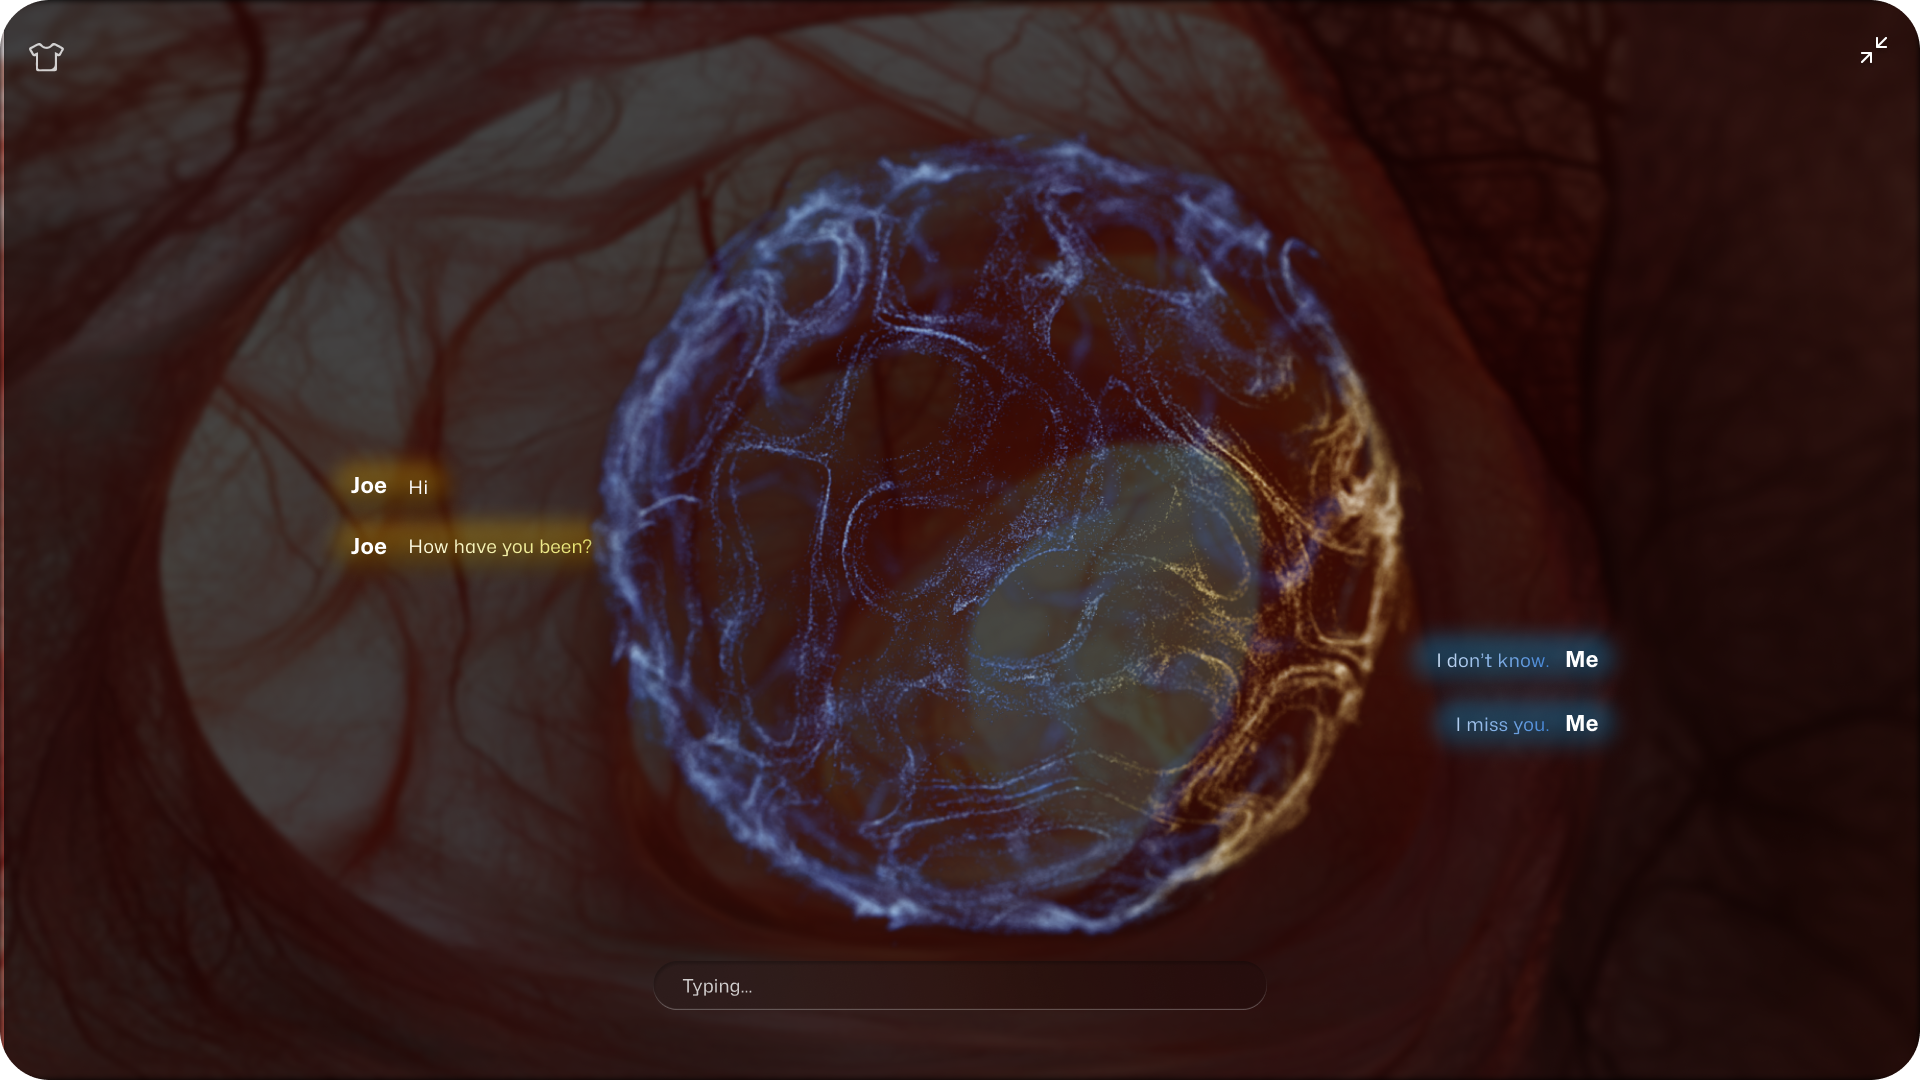 Joe Hi
Joe How have you been?
I don't know. Me
I miss you. Me
Typing...